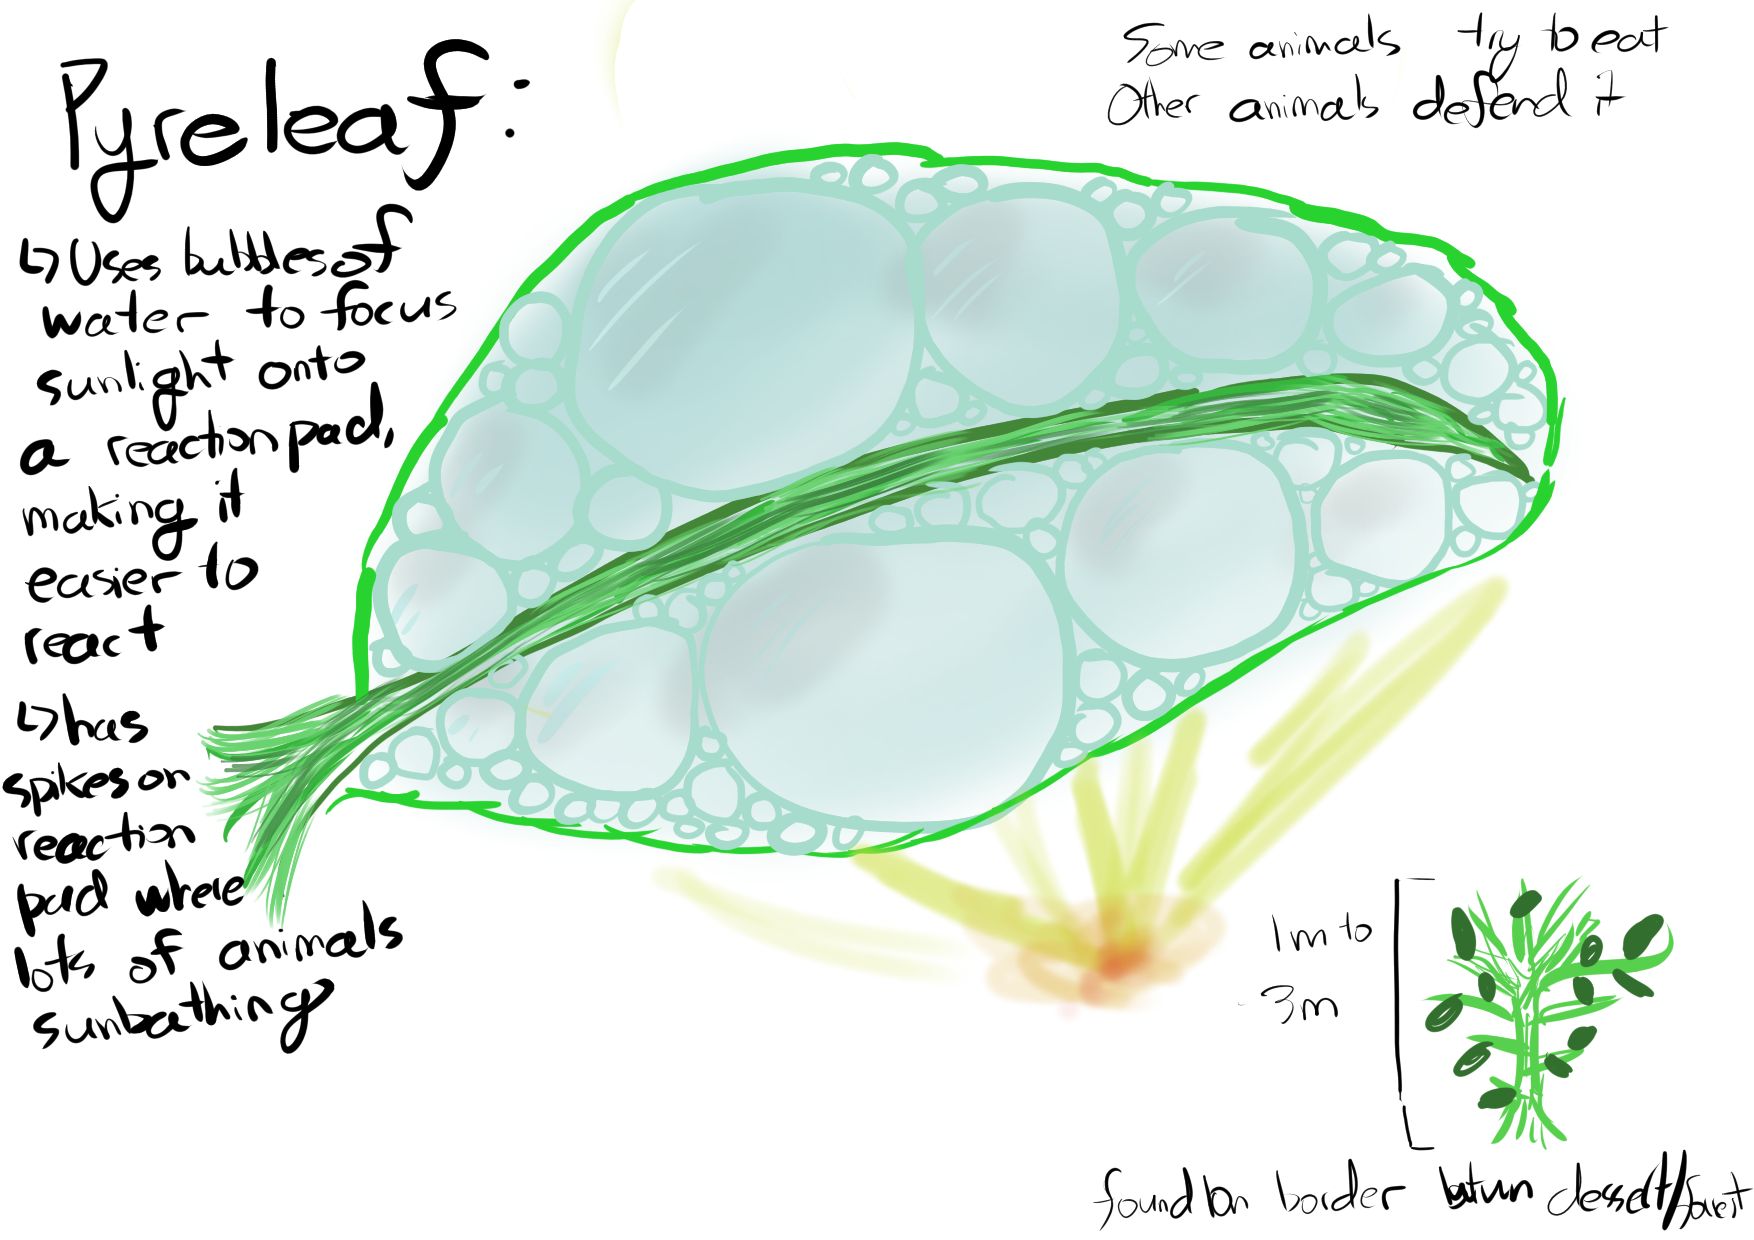 Pyreleaf:
Some animals try to eat
Other animals defend it
↳ Uses bubbles of
water to focus
sunlight onto
a reaction pad,
making it
easier to
react
↳ has
spikes on
reaction
pad where
lots of animals
sunbathing
1m to
3m
found on border dessert/forest